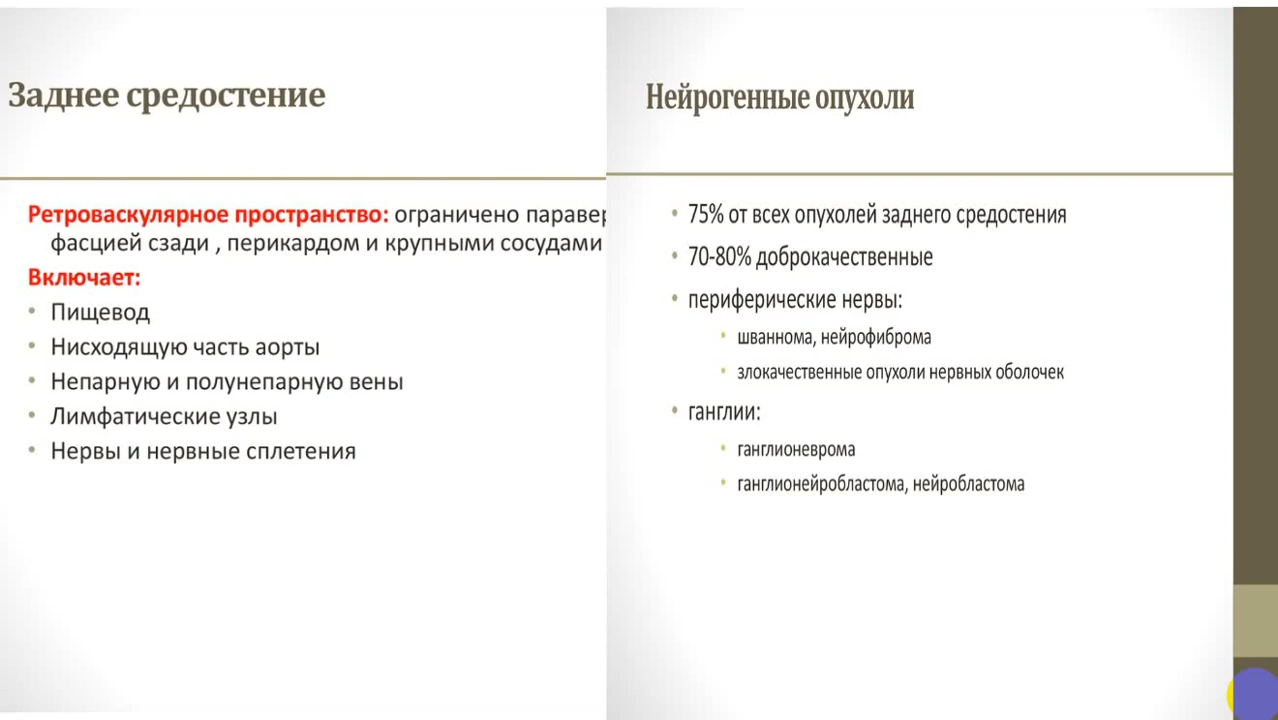 Заднее средостение
Ретроваскулярное пространство: ограничено
фасцией сзади , перикардом и крупными сосудами
Включает:
Пищевод
Нисходящую часть аорты
Непарную и полунепарную вены
Лимфатические узлы
Нервы и нервные сплетения
Нейрогенные опухоли
75% от всех опухолей заднего средостения
70-80% доброкачественные
периферические нервы:
шваннома, нейрофиброма
злокачественные опухоли нервных оболочек
ганглии:
ганглионеврома
ганглионейробластома, нейробластома